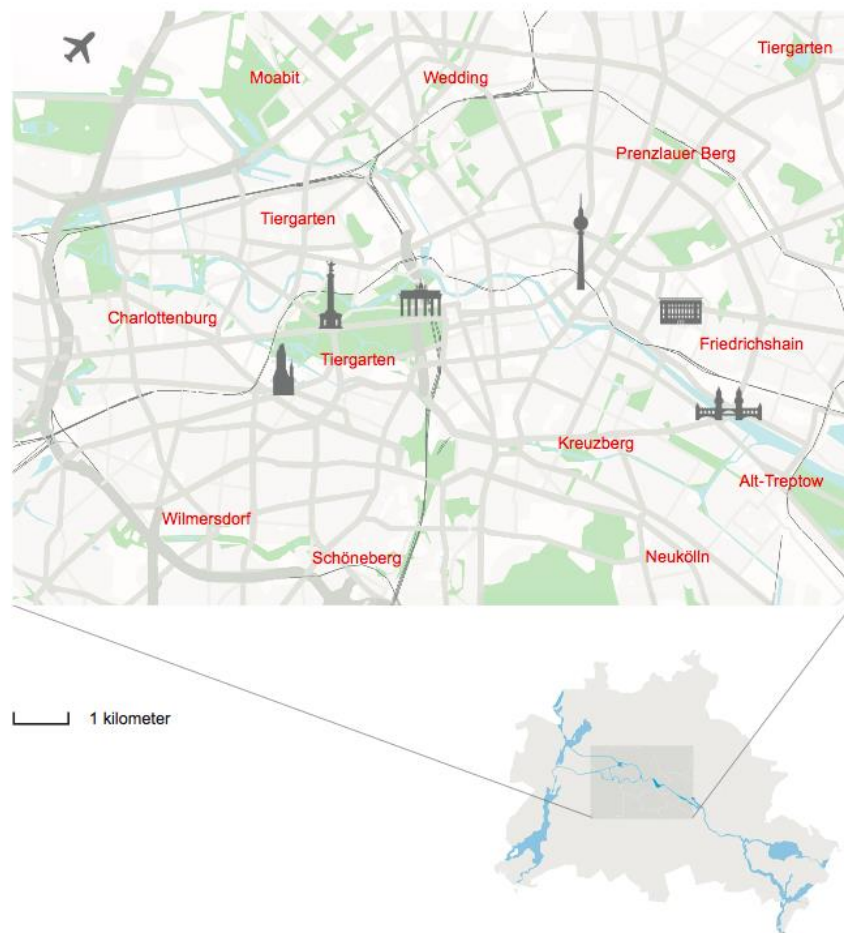 Tiergarten
Moabit
Wedding
Prenzlauer Berg
Tiergarten
Charlottenburg
Tiergarten
Friedrichshain
Kreuzberg
Alt-Treptow
Wilmersdorf
Schöneberg
Neukölln
1 kilometer